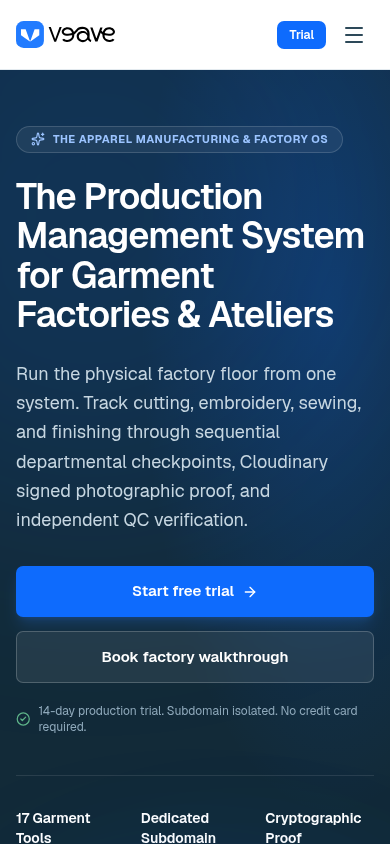 veave
Trial
THE APPAREL MANUFACTURING & FACTORY OS
The Production
Management System
for Garment
Factories & Ateliers
Run the physical factory floor from one
system. Track cutting, embroidery, sewing,
and finishing through sequential
departmental checkpoints, Cloudinary
signed photographic proof, and
independent QC verification.
Start free trial →
Book factory walkthrough
14-day production trial. Subdomain isolated. No credit card
required.
17 Garment
Tools
Dedicated
Subdomain
Cryptographic
Proof